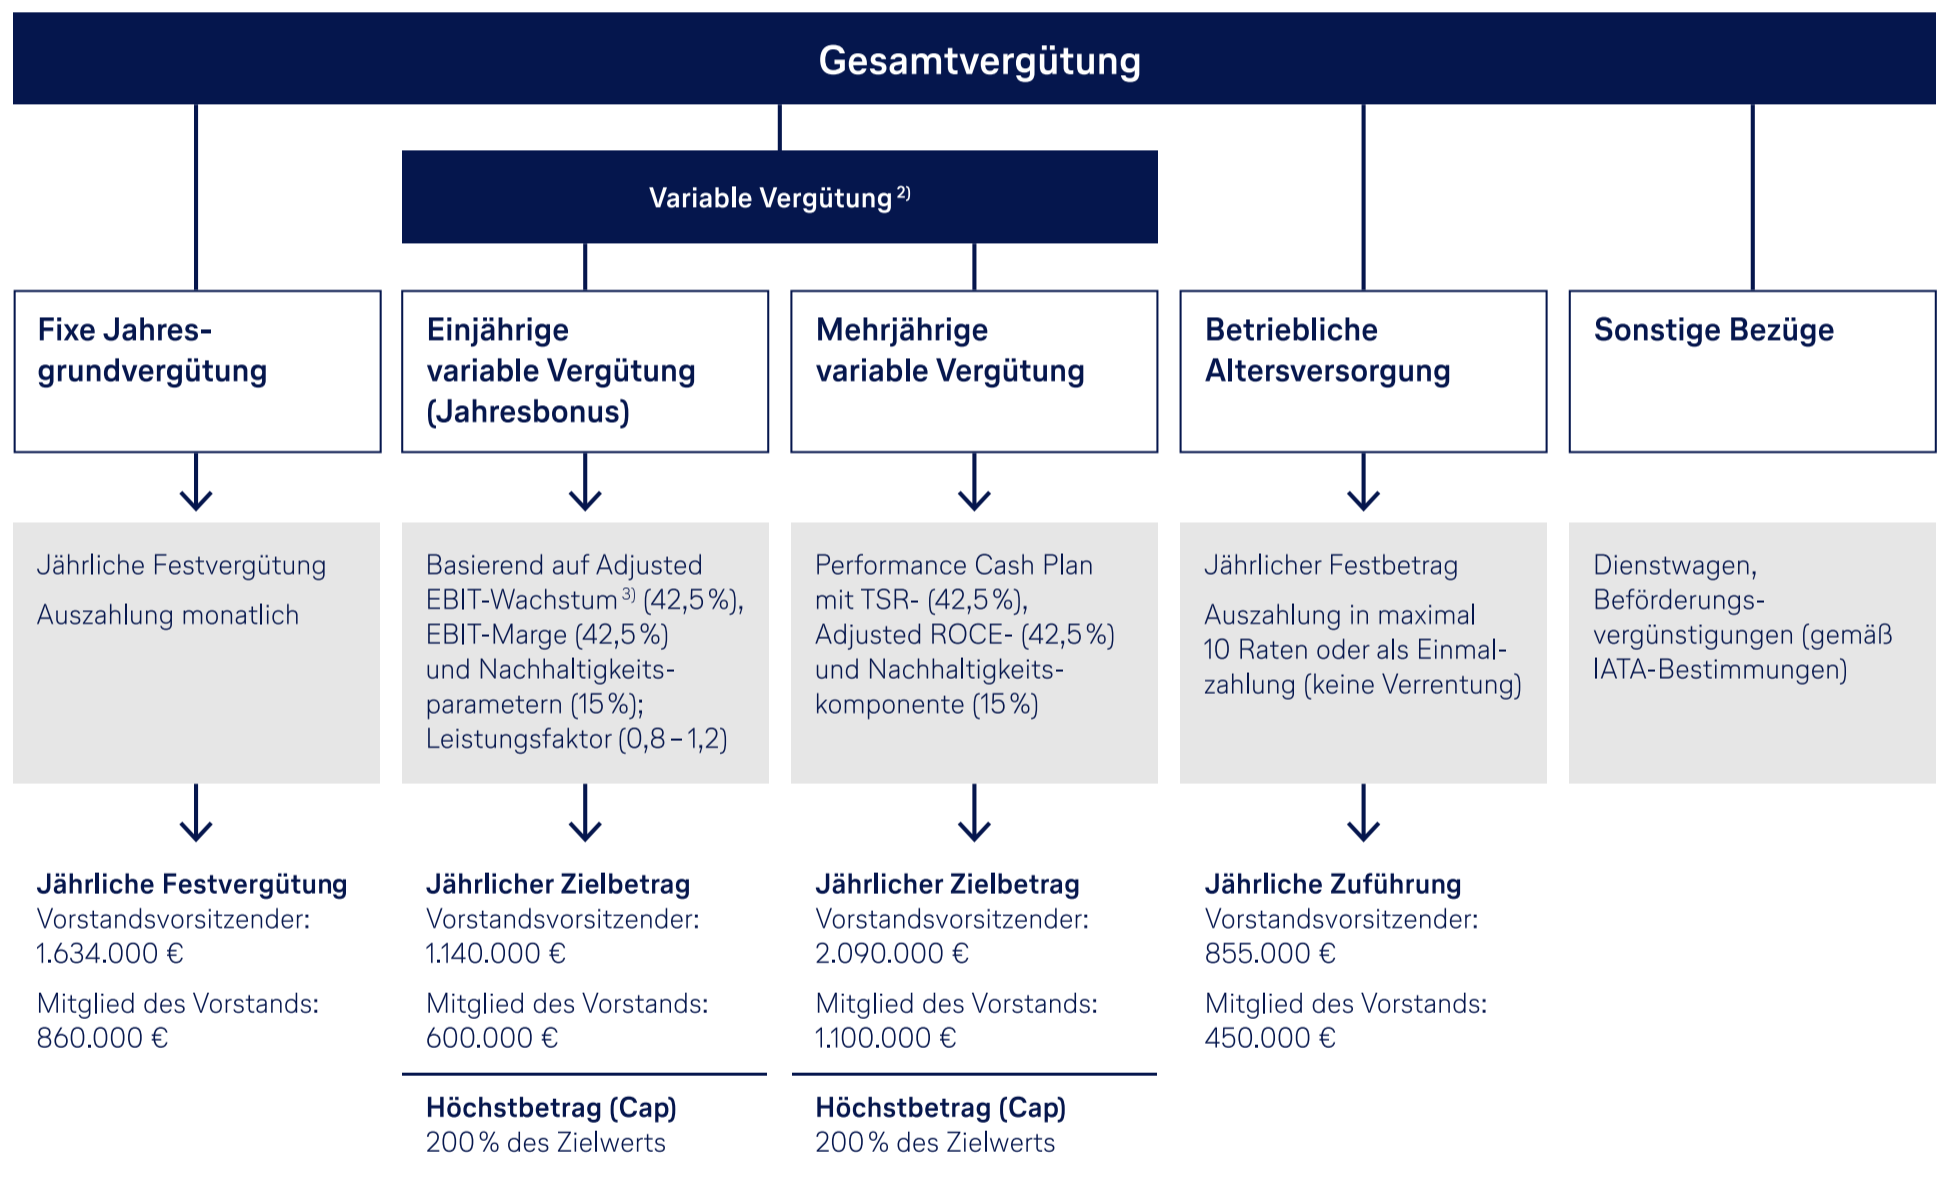 Gesamtvergütung
Variable Vergütung 2)
Fixe Jahres-
grundvergütung
Einjährige
variable Vergütung
(Jahresbonus)
Mehrjährige
variable Vergütung
Betriebliche
Altersversorgung
Sonstige Bezüge
Jährliche Festvergütung
Auszahlung monatlich
Basierend auf Adjusted
EBIT-Wachstum 3) (42,5 %),
EBIT-Marge (42,5 %)
und Nachhaltigkeits-
parametern (15 %);
Leistungsfaktor (0,8 – 1,2)
Performance Cash Plan
mit TSR- (42,5 %),
Adjusted ROCE- (42,5 %)
und Nachhaltigkeits-
komponente (15 %)
Jährlicher Festbetrag
Auszahlung in maximal
10 Raten oder als Einmal-
zahlung (keine Verrentung)
Dienstwagen,
Beförderungs-
vergünstigungen (gemäß
IATA-Bestimmungen)
Jährliche Festvergütung
Vorstandsvorsitzender:
1.634.000 €
Mitglied des Vorstands:
860.000 €
Jährlicher Zielbetrag
Vorstandsvorsitzender:
1.140.000 €
Mitglied des Vorstands:
600.000 €
Höchstbetrag (Cap)
200 % des Zielwerts
Jährlicher Zielbetrag
Vorstandsvorsitzender:
2.090.000 €
Mitglied des Vorstands:
1.100.000 €
Höchstbetrag (Cap)
200 % des Zielwerts
Jährliche Zuführung
Vorstandsvorsitzender:
855.000 €
Mitglied des Vorstands:
450.000 €